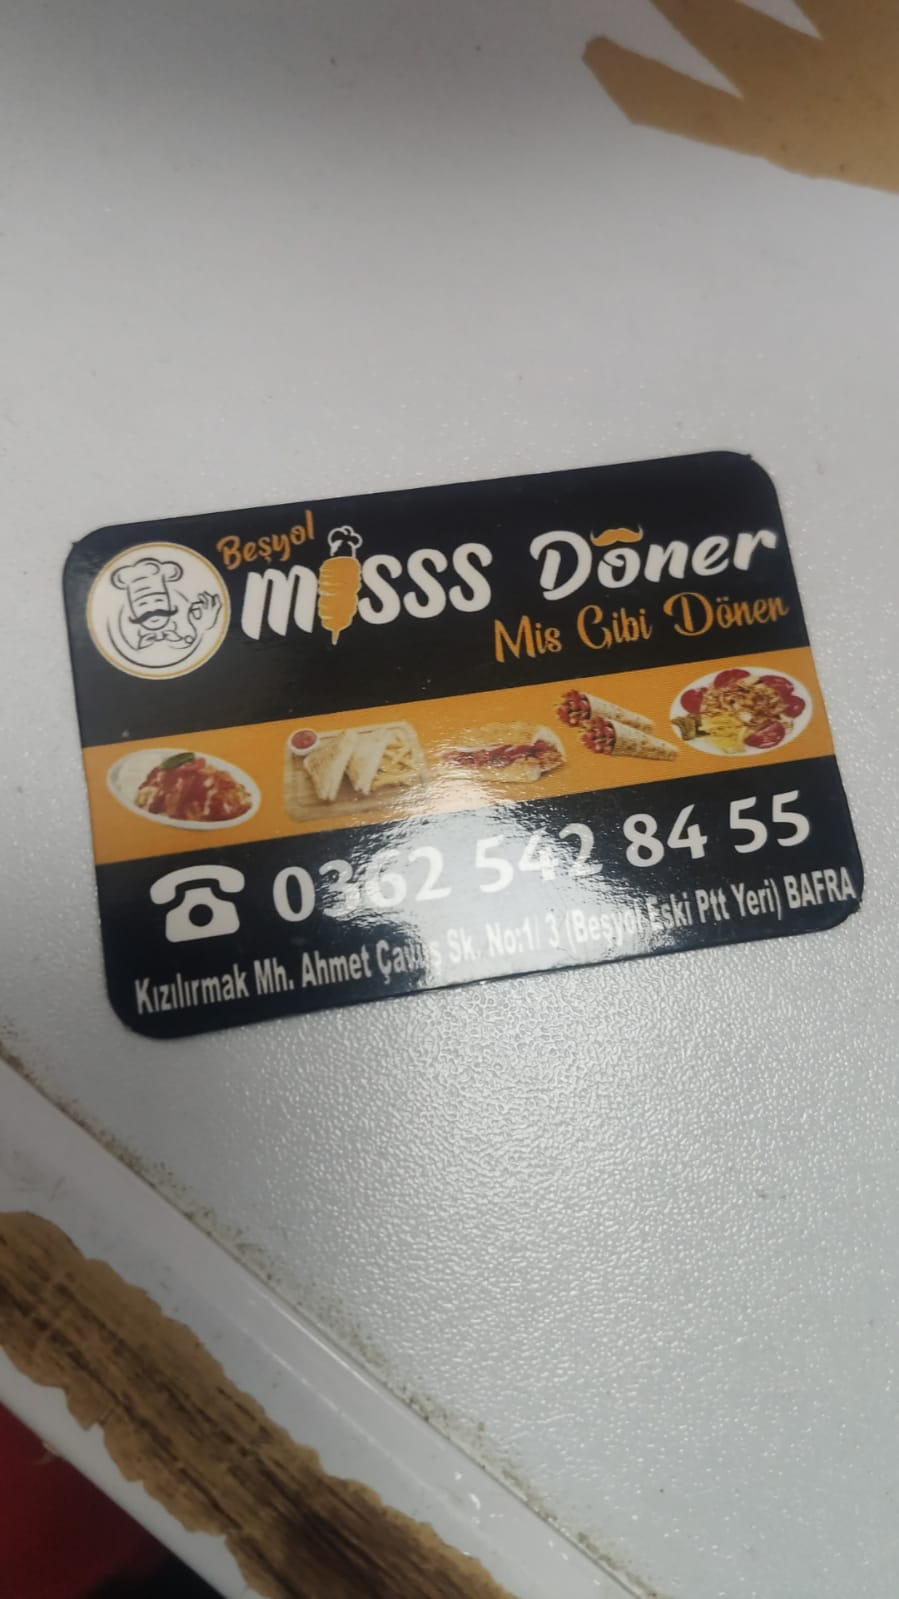 Beşyol
misss Döner
Mis Gibi Döner
0362 542 84 55
Kızılırmak Mh. Ahmet Çavuş Sk. No:1/ 3 (Beşyol Eski Ptt Yeri) BAFRA